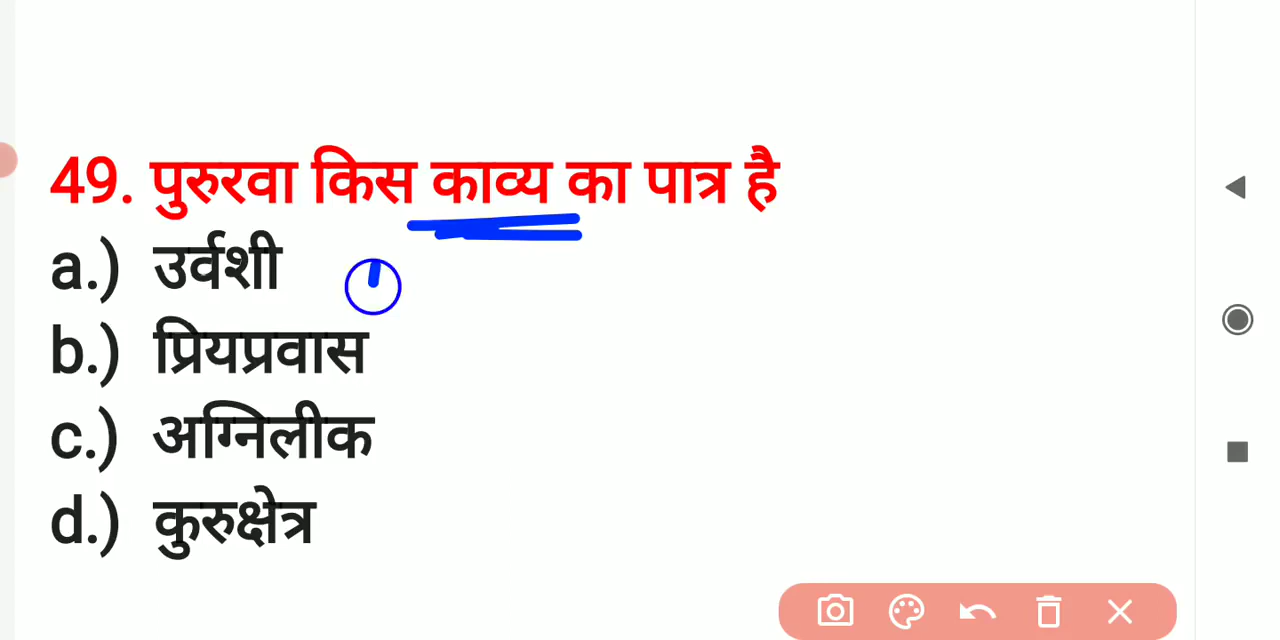 49. पुरुरवा किस काव्य का पात्र है
a.) उर्वशी
b.) प्रियप्रवास
c.) अग्निलीक
d.) कुरुक्षेत्र